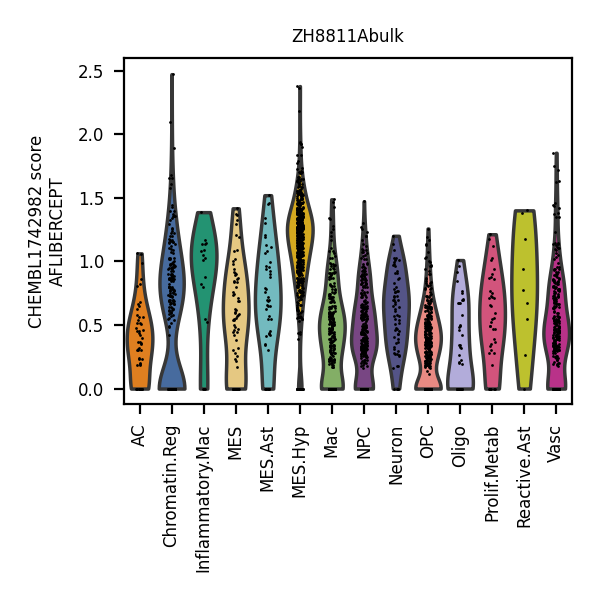 ZH8811Abulk
CHEMBL1742982 score
AFLIBERCEPT
2.5
2.0
1.5
1.0
0.5
0.0
AC
Chromatin.Reg
Inflammatory.Mac
MES
MES.Ast
MES.Hyp
Mac
NPC
Neuron
OPC
Oligo
Prolif.Metab
Reactive.Ast
Vasc